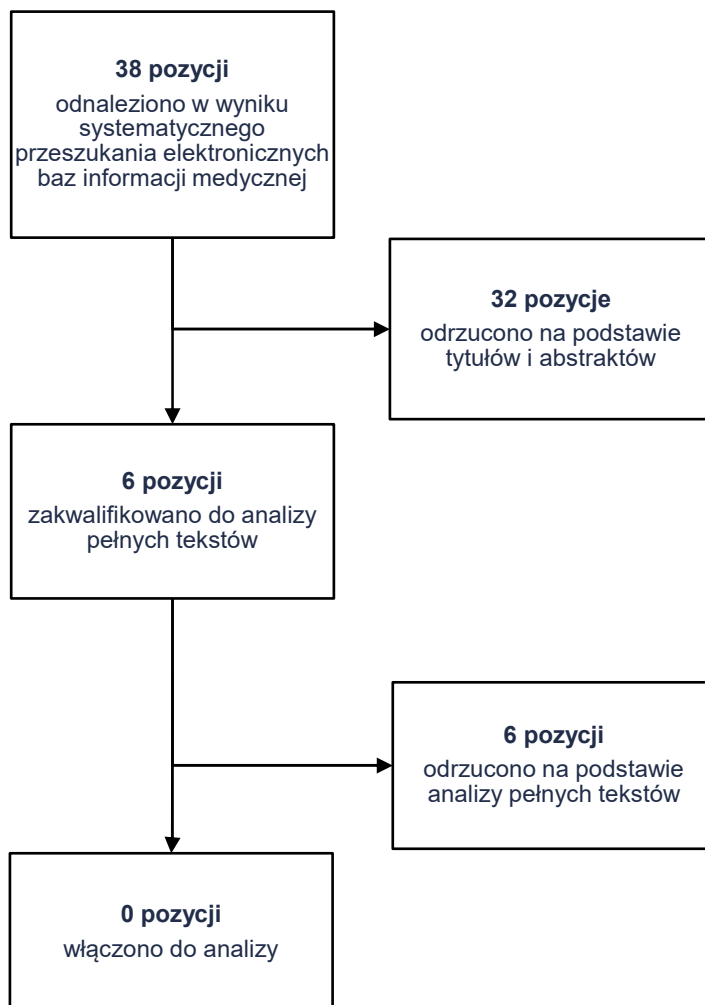 38 pozycji
odnaleziono w wyniku
systematycznego
przeszukania elektronicznych
baz informacji medycznej
32 pozycje
odrzucono na podstawie
tytułów i abstraktów
6 pozycji
zakwalifikowano do analizy
pełnych tekstów
6 pozycji
odrzucono na podstawie
analizy pełnych tekstów
0 pozycji
włączono do analizy